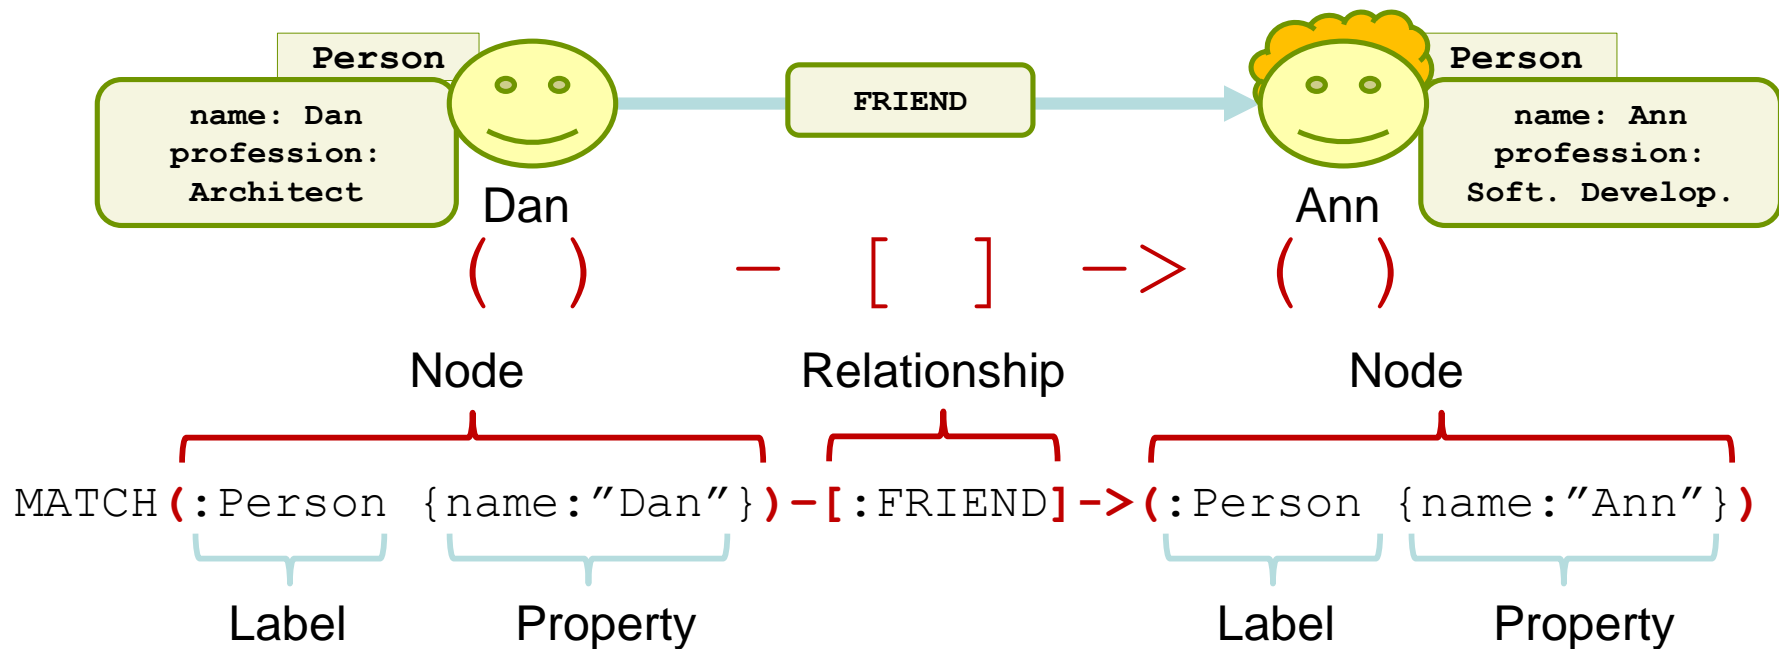 Person
name: Dan
profession:
Architect
FRIEND
Person
name: Ann
profession:
Soft. Develop.
Dan
Ann
( ) - [ ] -> ( )
Node
Relationship
Node
MATCH(:Person {name:”Dan”})-[:FRIEND]->(:Person {name:”Ann”})
Label
Property
Label
Property